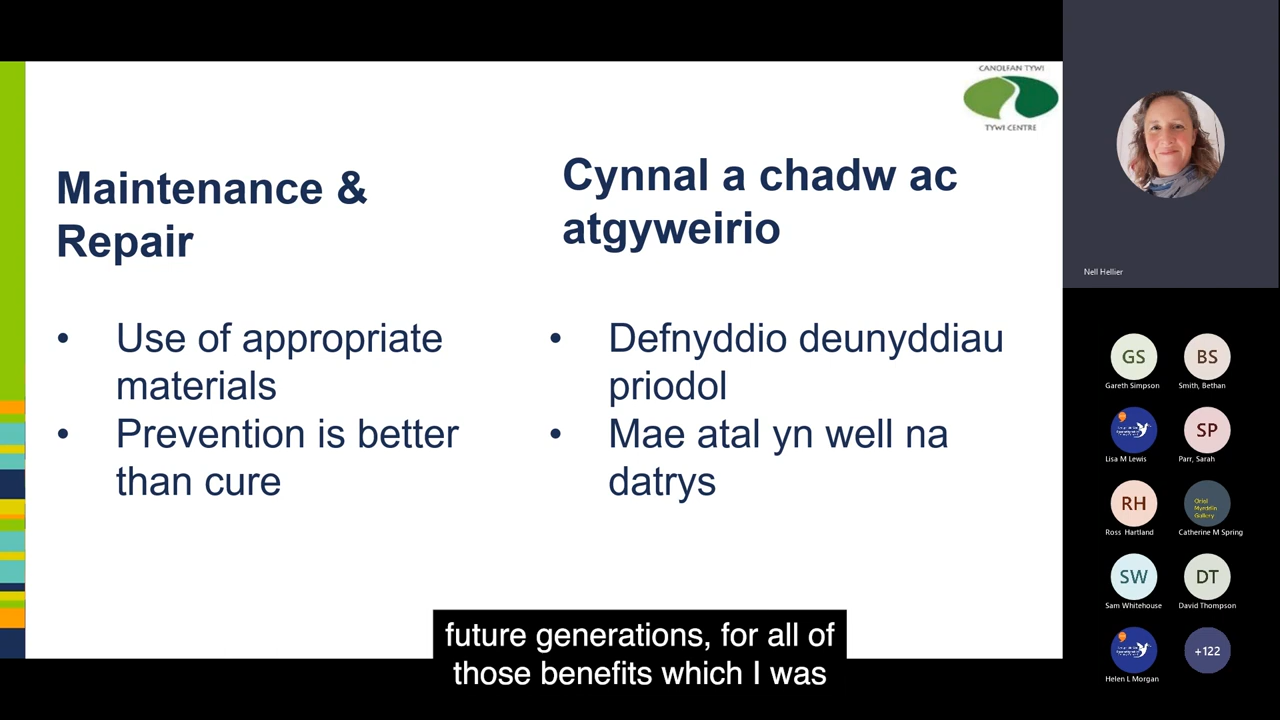 CANOLFAN TYWI
TYWI CENTRE
Maintenance &
Repair
• Use of appropriate
materials
• Prevention is better
than cure
Cynnal a chadw ac
atgyweirio
• Defnyddio deunyddiau
priodol
• Mae atal yn well na
datrys
future generations, for all of
those benefits which I was
Nell Hellier
GS
Gareth Simpson
BS
Smith, Bethan
Lisa M Lewis
SP
Parr, Sarah
RH
Ross Hartland
Oriel
Myrddin
Gallery
Catherine M Spring
SW
Sam Whitehouse
DT
David Thompson
Helen L Morgan
+122